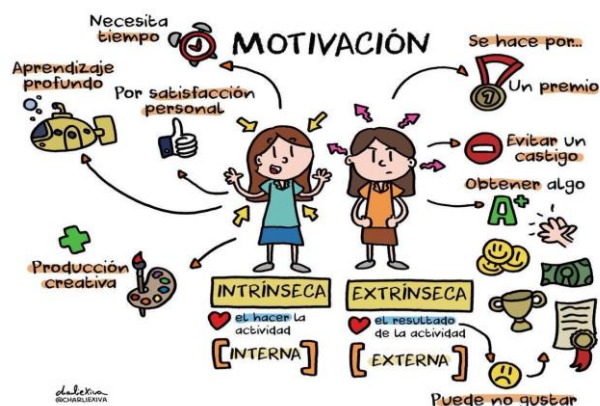 MOTIVACIÓN
Necesita
tiempo
Aprendizaje
profundo
Por satisfacción
personal
+ Producción
creativa
INTRÍNSECA
el hacer la
actividad
[INTERNA]
Se hace por...
1
Un premio
Evitar un
castigo
Obtener algo
A+
EXTRÍNSECA
el resultado
de la actividad
[EXTERNA]
Puede no gustar
@CHARLIEXIVA